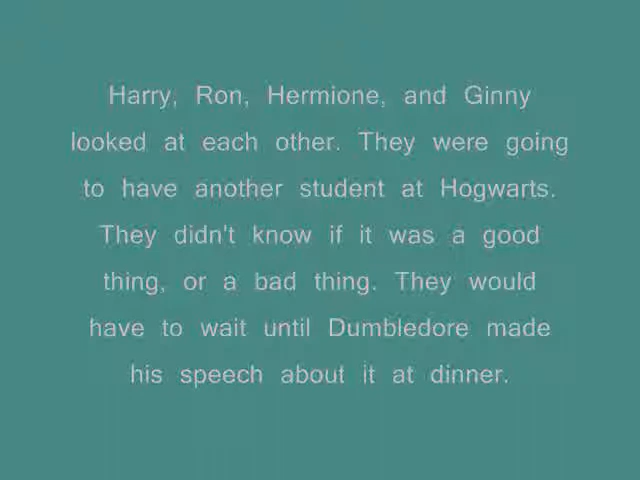 Harry, Ron, Hermione, and Ginny
looked at each other. They were going
to have another student at Hogwarts.
They didn't know if it was a good
thing, or a bad thing. They would
have to wait until Dumbledore made
his speech about it at dinner.